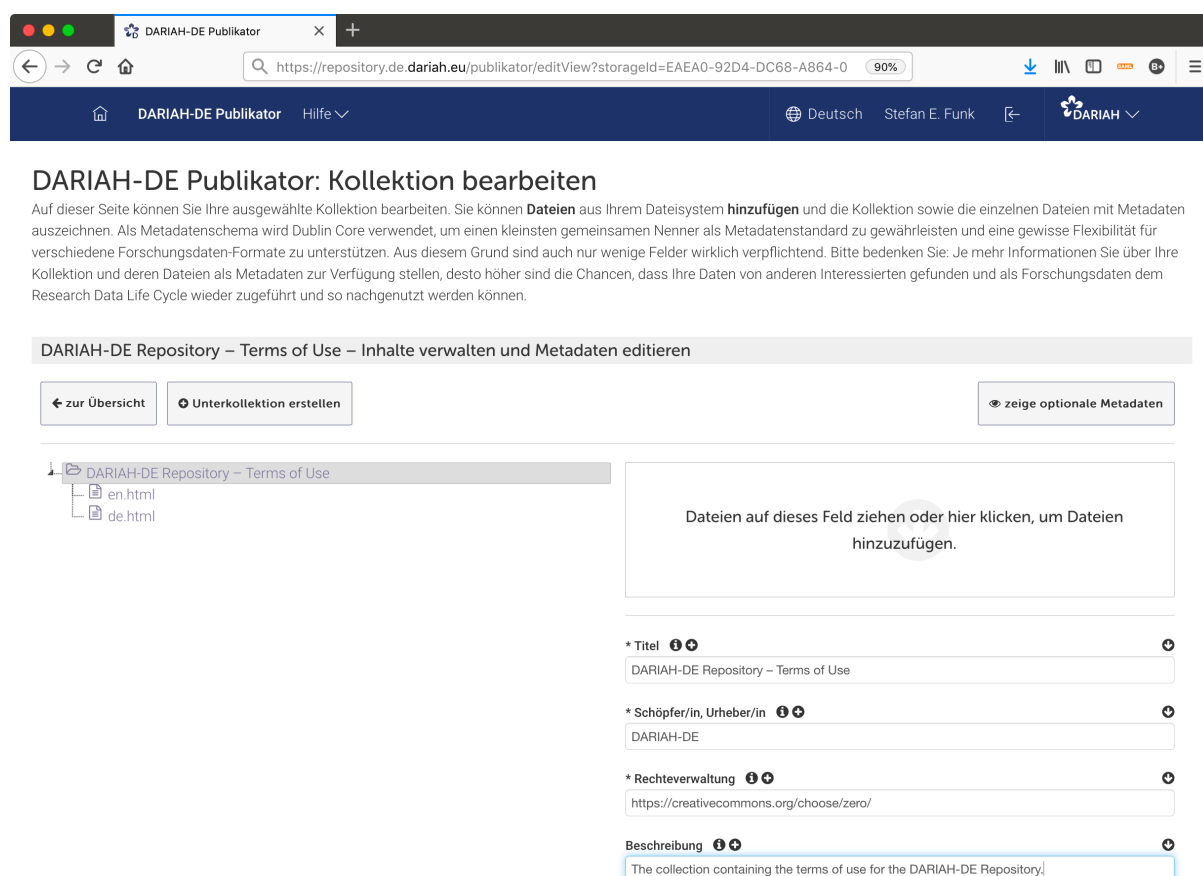 DARIAH-DE Publikator
https://repository.de.dariah.eu/publikator/editView?storageId=EAEA0-92D4-DC68-A864-0 90%
DARIAH-DE Publikator Hilfe Deutsch Stefan E. Funk DARIAH
DARIAH-DE Publikator: Kollektion bearbeiten
Auf dieser Seite können Sie Ihre ausgewählte Kollektion bearbeiten. Sie können Dateien aus Ihrem Dateisystem hinzufügen und die Kollektion sowie die einzelnen Dateien mit Metadaten
auszeichnen. Als Metadatenschema wird Dublin Core verwendet, um einen kleinsten gemeinsamen Nenner als Metadatenstandard zu gewährleisten und eine gewisse Flexibilität für
verschiedene Forschungsdaten-Formate zu unterstützen. Aus diesem Grund sind auch nur wenige Felder wirklich verpflichtend. Bitte bedenken Sie: Je mehr Informationen Sie über Ihre
Kollektion und deren Dateien als Metadaten zur Verfügung stellen, desto höher sind die Chancen, dass Ihre Daten von anderen Interessierten gefunden und als Forschungsdaten dem
Research Data Life Cycle wieder zugeführt und so nachgenutzt werden können.
DARIAH-DE Repository – Terms of Use – Inhalte verwalten und Metadaten editieren
zur Übersicht Unterkollektion erstellen zeige optionale Metadaten
DARIAH-DE Repository – Terms of Use
en.html
de.html
Dateien auf dieses Feld ziehen oder hier klicken, um Dateien
hinzuzufügen.
* Titel
DARIAH-DE Repository – Terms of Use
* Schöpfer/in, Urheber/in
DARIAH-DE
* Rechteverwaltung
https://creativecommons.org/choose/zero/
Beschreibung
The collection containing the terms of use for the DARIAH-DE Repository.